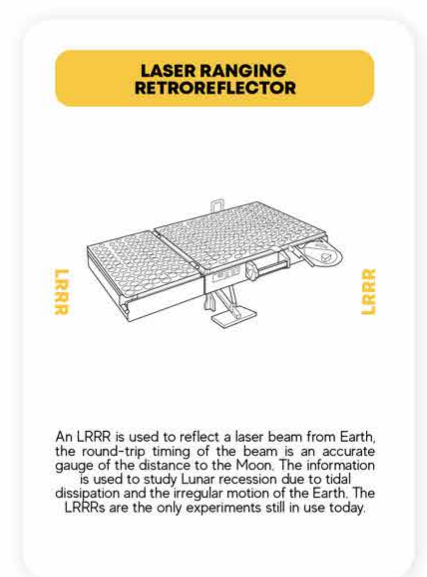 LASER RANGING
RETROREFLECTOR
LRRR
LRRR
An LRRR is used to reflect a laser beam from Earth,
the round-trip timing of the beam is an accurate
gauge of the distance to the Moon. The information
is used to study Lunar recession due to tidal
dissipation and the irregular motion of the Earth. The
LRRRs are the only experiments still in use today.